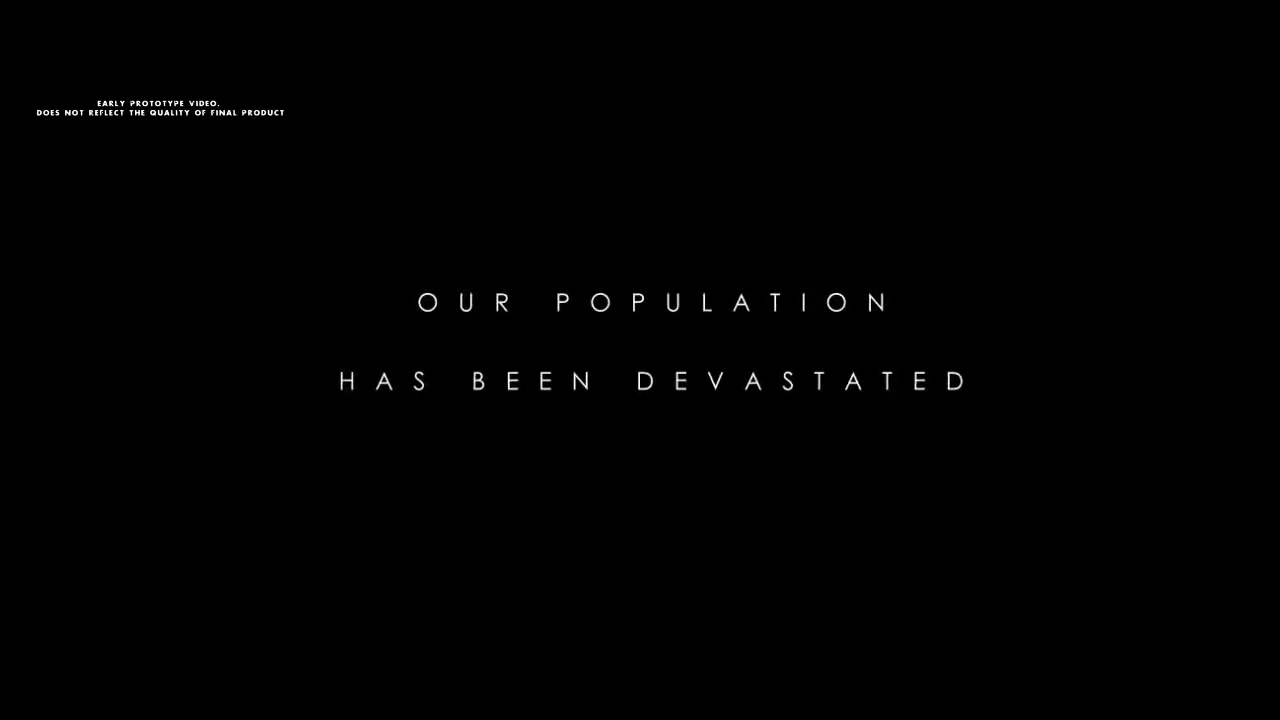 EARLY PROTOTYPE VIDEO.
DOES NOT REFLECT THE QUALITY OF FINAL PRODUCT
OUR POPULATION
HAS BEEN DEVASTATED